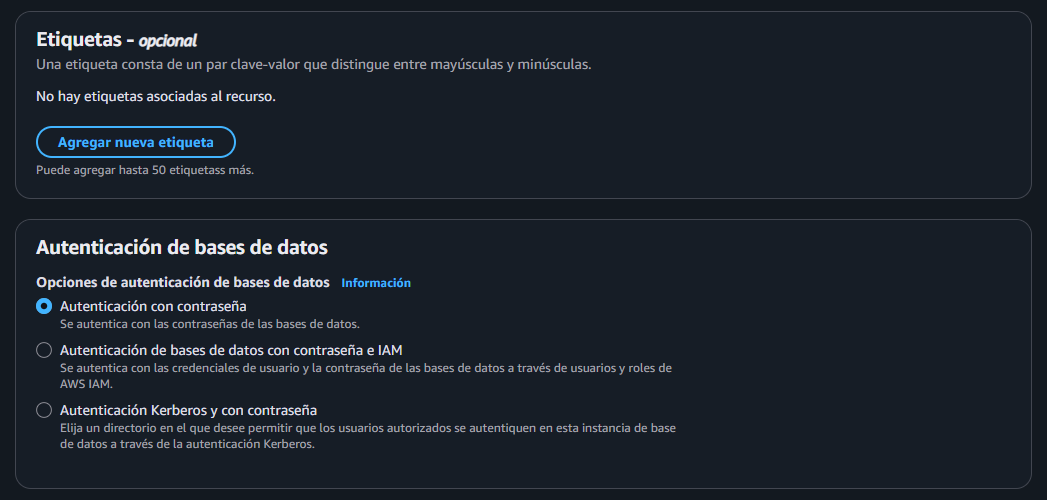 Etiquetas - opcional
Una etiqueta consta de un par clave-valor que distingue entre mayúsculas y minúsculas.
No hay etiquetas asociadas al recurso.
Agregar nueva etiqueta
Puede agregar hasta 50 etiquetass más.
Autenticación de bases de datos
Opciones de autenticación de bases de datos Información
Autenticación con contraseña
Se autentica con las contraseñas de las bases de datos.
Autenticación de bases de datos con contraseña e IAM
Se autentica con las credenciales de usuario y la contraseña de las bases de datos a través de usuarios y roles de
AWS IAM.
Autenticación Kerberos y con contraseña
Elija un directorio en el que desee permitir que los usuarios autorizados se autentiquen en esta instancia de base
de datos a través de la autenticación Kerberos.